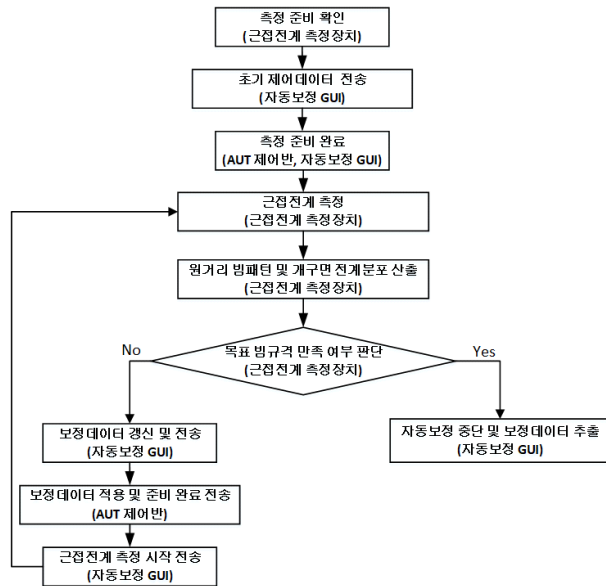 측정 준비 확인
(근접전계 측정장치)
초기 제어데이터 전송
(자동보정 GUI)
측정 준비 완료
(AUT 제어반, 자동보정 GUI)
근접전계 측정
(근접전계 측정장치)
원거리 빔패턴 및 개구면 전계분포 산출
(근접전계 측정장치)
No
목표 빔규격 만족 여부 판단
(근접전계 측정장치)
Yes
보정데이터 갱신 및 전송
(자동보정 GUI)
자동보정 중단 및 보정데이터 추출
(자동보정 GUI)
보정데이터 적용 및 준비 완료 전송
(AUT 제어반)
근접전계 측정 시작 전송
(자동보정 GUI)